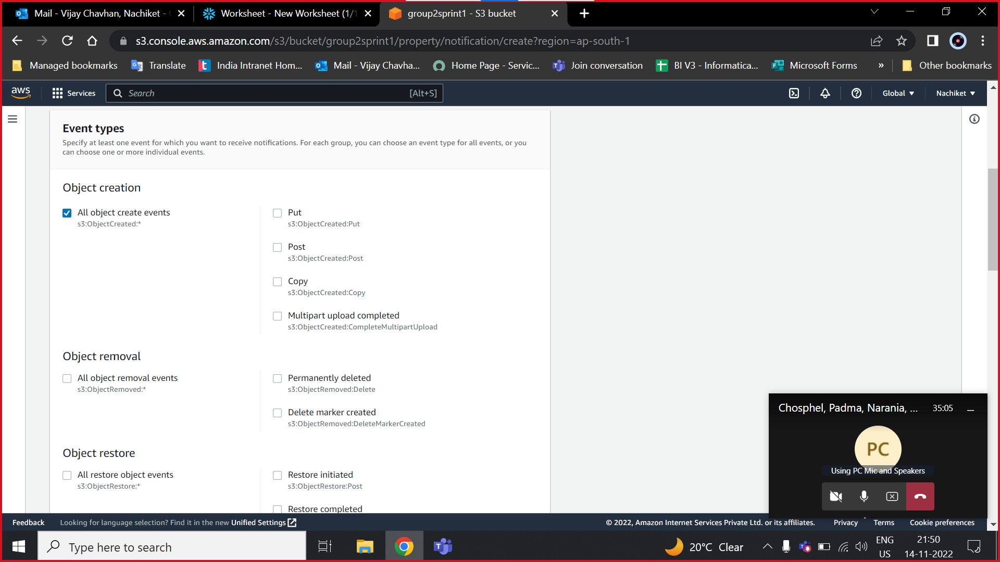 Mail - Vijay Chavhan, Nachiket -
Worksheet - New Worksheet (1/1
group2sprint1 - S3 bucket
s3.console.aws.amazon.com/s3/bucket/group2sprint1/property/notification/create?region=ap-south-1
Managed bookmarks
Translate
India Intranet Hom...
Mail - Vijay Chavha...
Home Page - Servic...
Join conversation
BI V3 - Informatica...
Microsoft Forms
»
Other bookmarks
aws
Services
Search
[Alt+S]
Global
Nachiket
Event types
Specify at least one event for which you want to receive notifications. For each group, you can choose an event type for all events, or you
can choose one or more individual events.
Object creation
All object create events
s3:ObjectCreated:*
Put
s3:ObjectCreated:Put
Post
s3:ObjectCreated:Post
Copy
s3:ObjectCreated:Copy
Multipart upload completed
s3:ObjectCreated:CompleteMultipartUpload
Object removal
All object removal events
s3:ObjectRemoved:*
Permanently deleted
s3:ObjectRemoved:Delete
Delete marker created
s3:ObjectRemoved:DeleteMarkerCreated
Object restore
All restore object events
s3:ObjectRestore:*
Restore initiated
s3:ObjectRestore:Post
Restore completed
Chosphel, Padma, Narania, ...
35:05
PC
Using PC Mic and Speakers
Feedback
Looking for language selection? Find it in the new Unified Settings
© 2022, Amazon Internet Services Private Ltd. or its affiliates.
Privacy
Terms
Cookie preferences
Type here to search
20°C Clear
ENG
US
21:50
14-11-2022